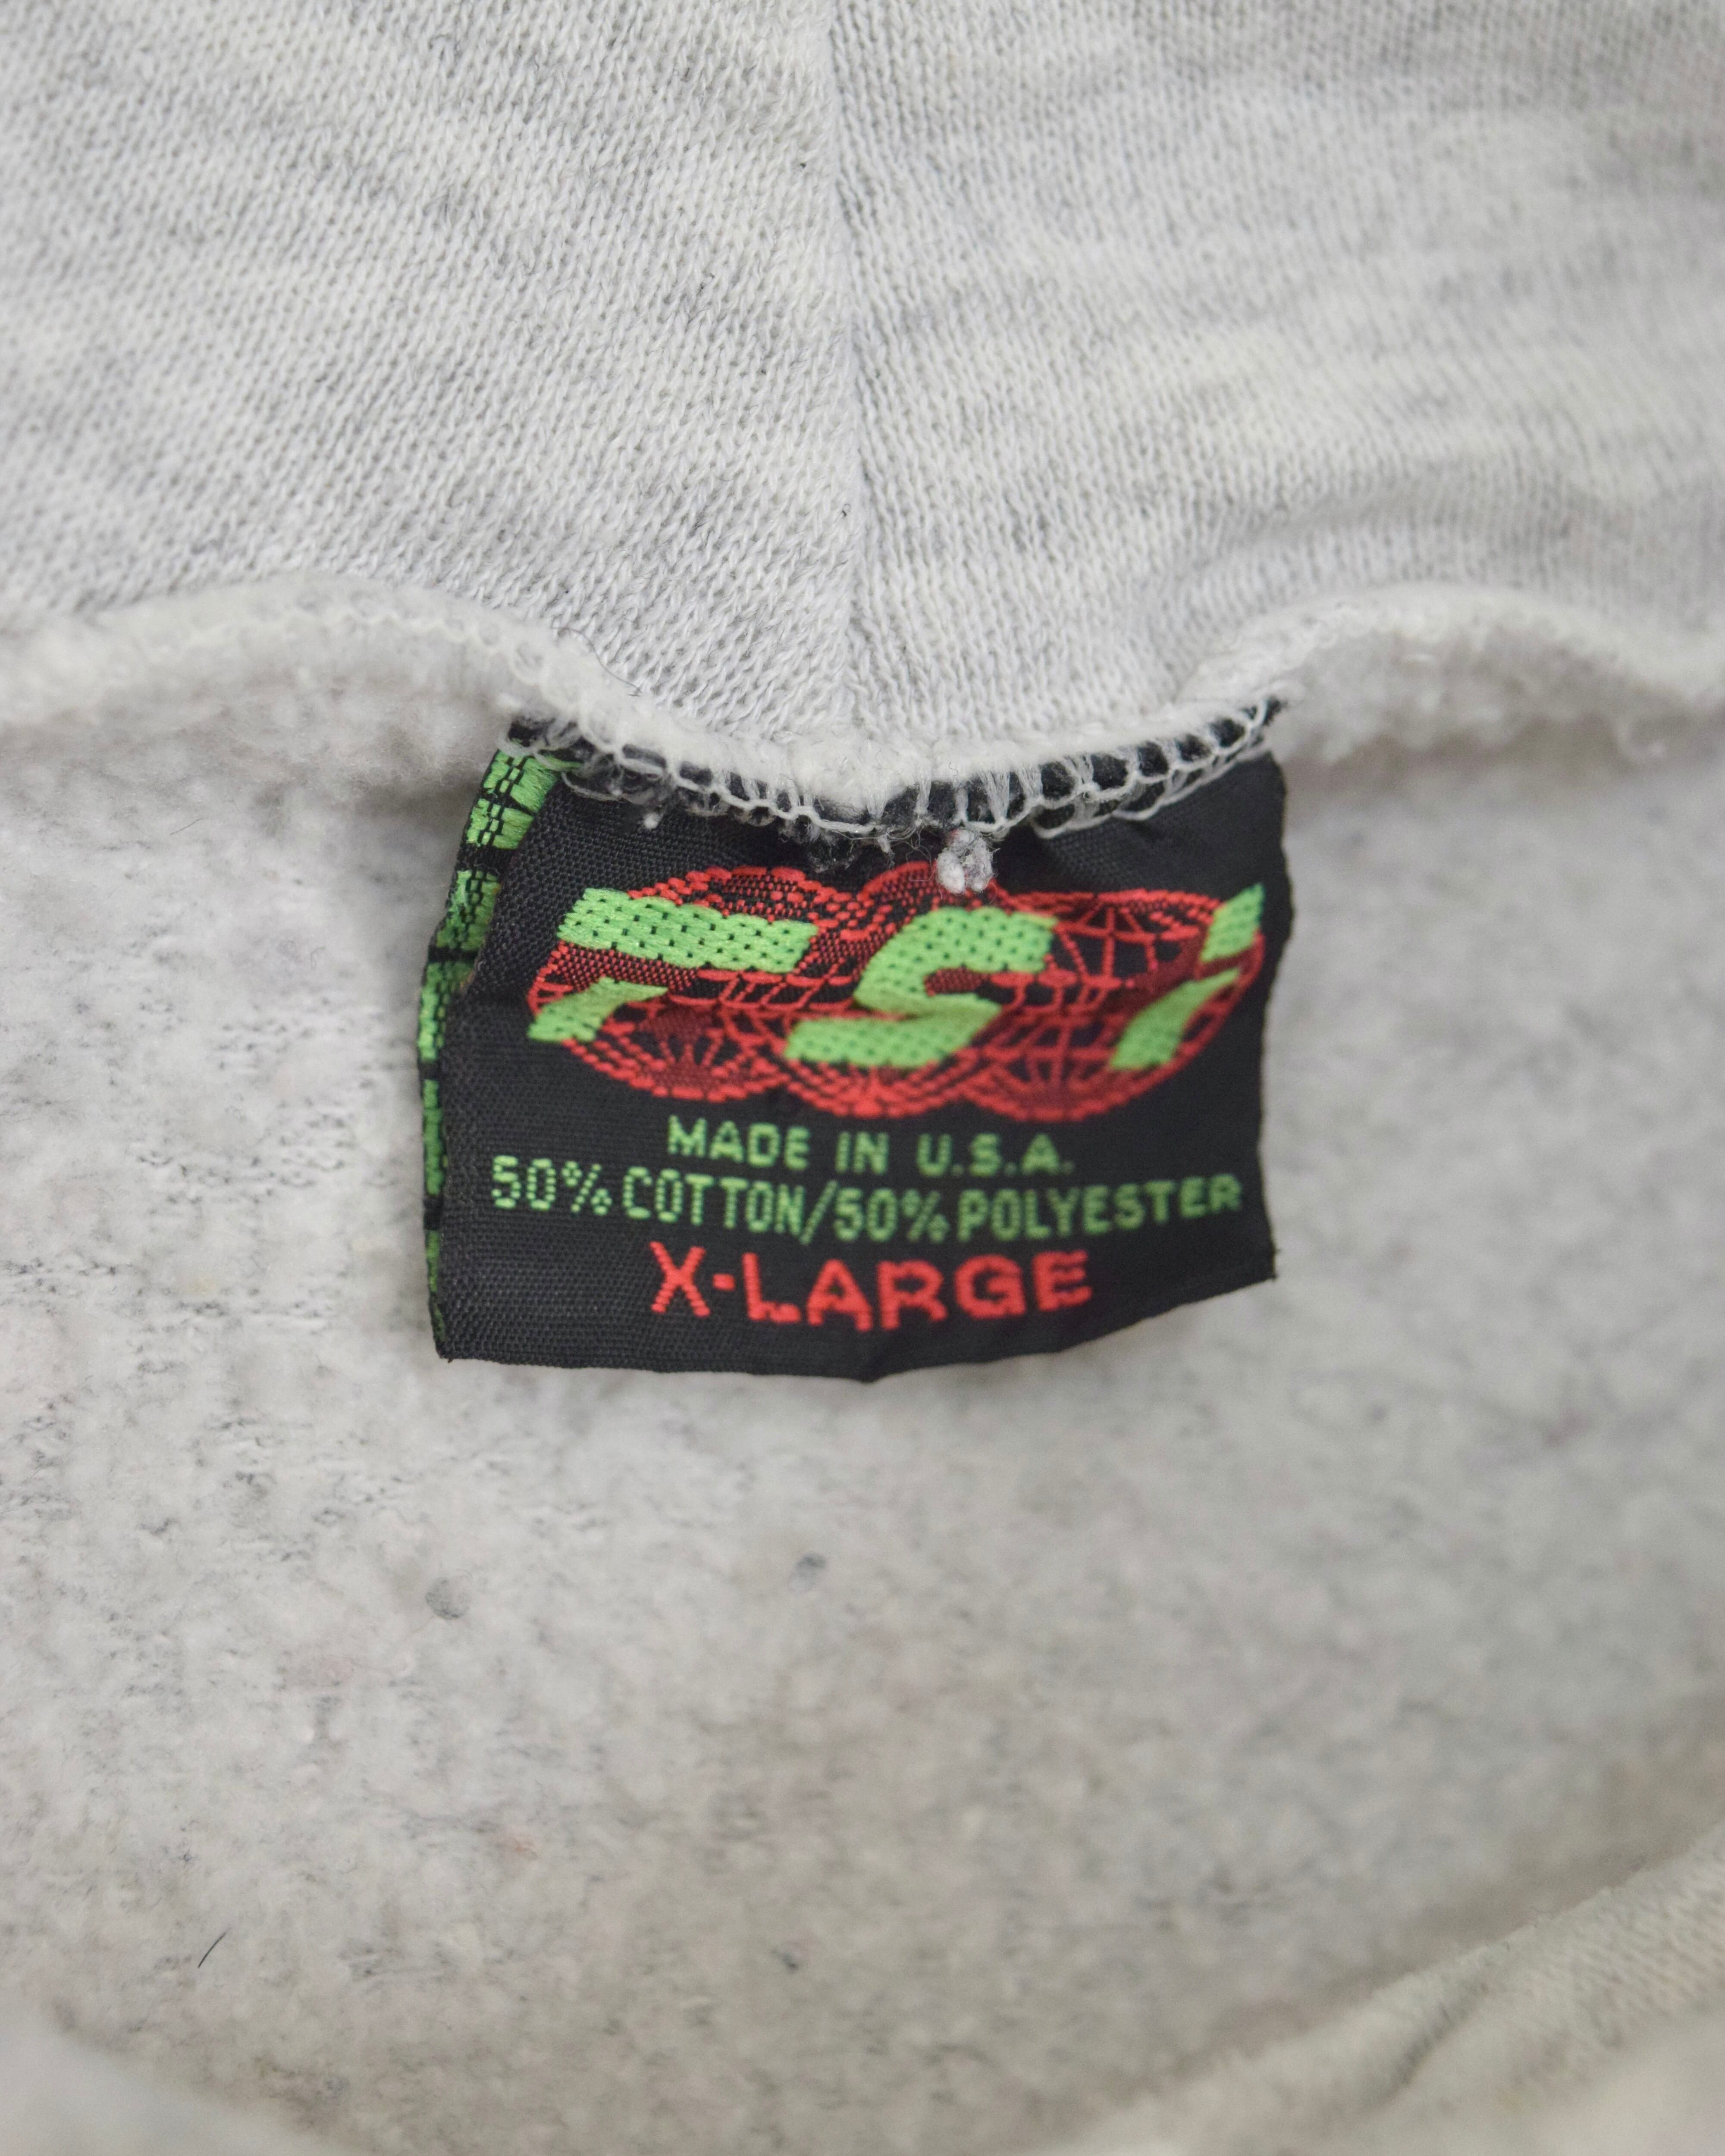 FSI
MADE IN U.S.A.
50% COTTON/50% POLYESTER
X-LARGE